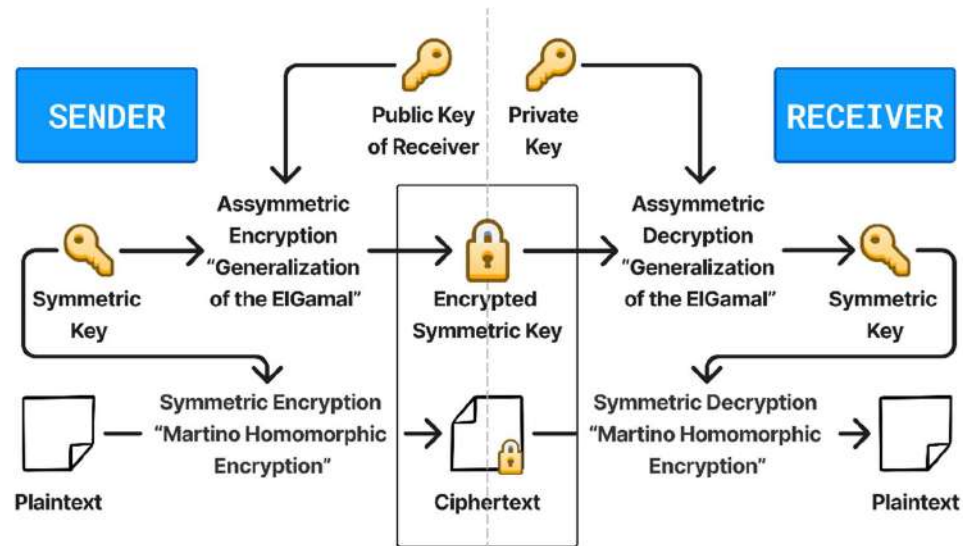 SENDER
Public Key
of Receiver
Private
Key
RECEIVER
Assymmetric
Encryption
“Generalization
of the ElGamal”
Assymmetric
Decryption
“Generalization
of the ElGamal”
Symmetric
Key
Encrypted
Symmetric Key
Symmetric
Key
Symmetric Encryption
“Martino Homomorphic
Encryption”
Symmetric Decryption
“Martino Homomorphic
Encryption”
Plaintext
Ciphertext
Plaintext